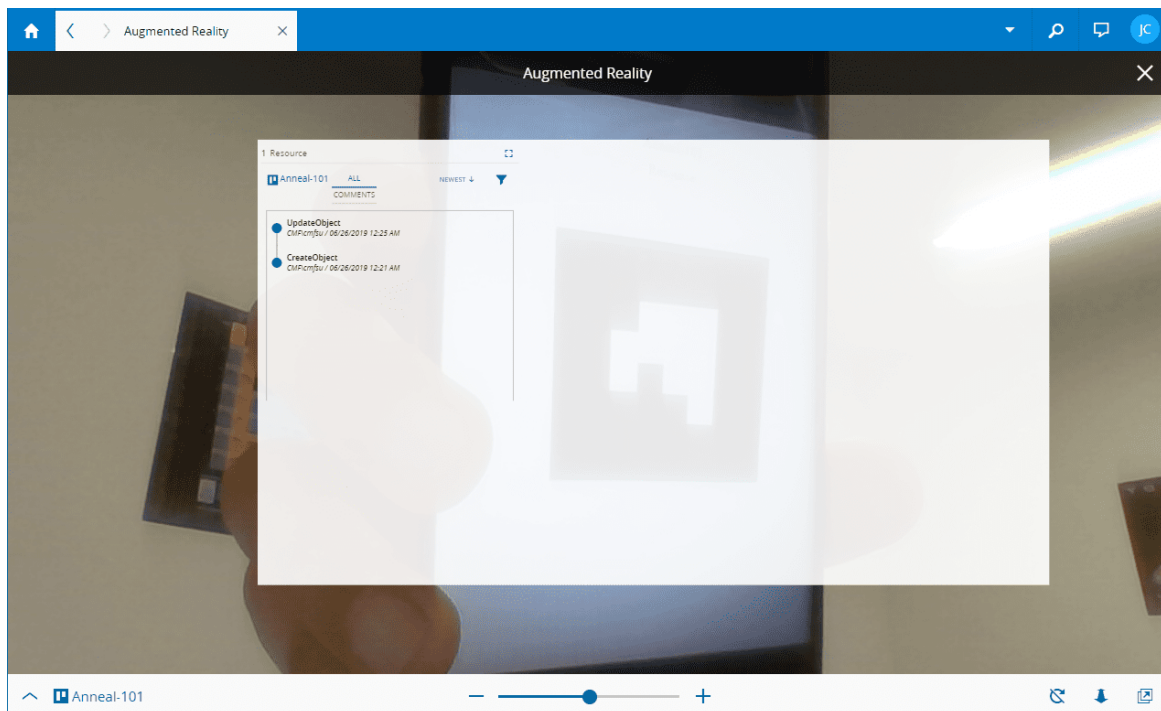 Augmented Reality
JC
Augmented Reality
1 Resource
Anneal-101 ALL NEWEST ↓
COMMENTS
UpdateObject
CMF\cmfsu / 06/26/2019 12:25 AM
CreateObject
CMF\cmfsu / 06/26/2019 12:21 AM
Anneal-101